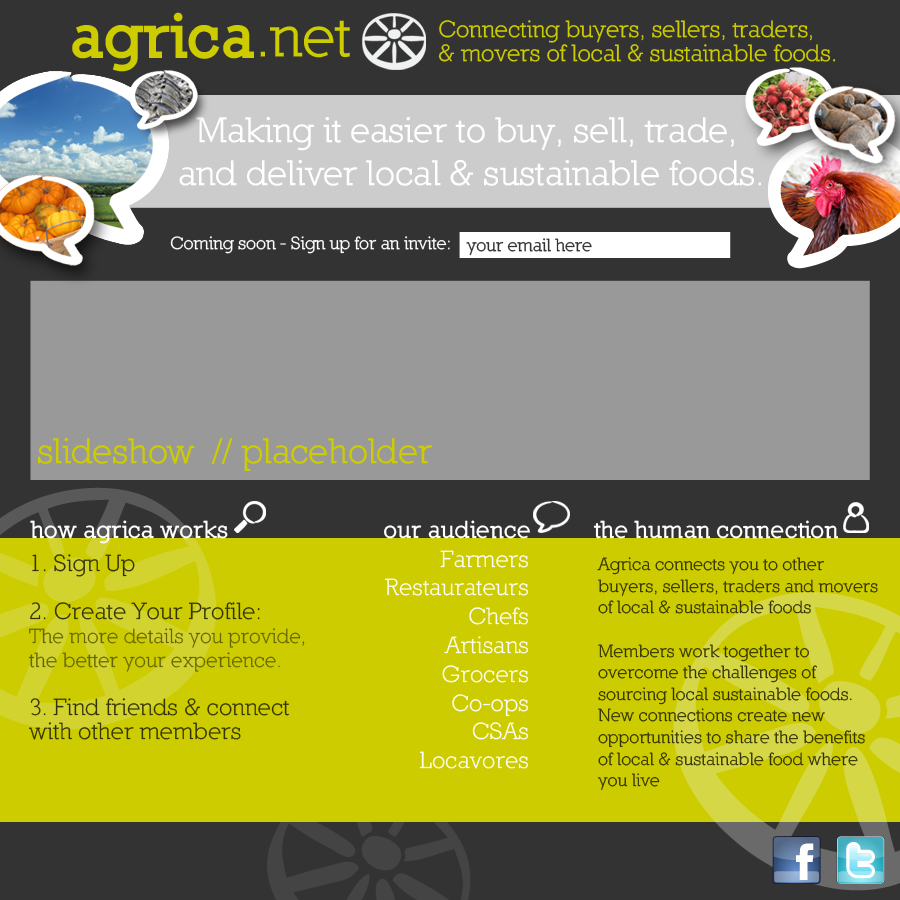 agrica.net
Connecting buyers, sellers, traders,
& movers of local & sustainable foods.
Making it easier to buy, sell, trade,
and deliver local & sustainable foods.
Coming soon - Sign up for an invite:
your email here
slideshow // placeholder
how agrica works
1. Sign Up
2. Create Your Profile:
The more details you provide,
the better your experience.
3. Find friends & connect
with other members
our audience
Farmers
Restaurateurs
Chefs
Artisans
Grocers
Co-ops
CSAs
Locavores
the human connection
Agrica connects you to other
buyers, sellers, traders and movers
of local & sustainable foods
Members work together to
overcome the challenges of
sourcing local sustainable foods.
New connections create new
opportunities to share the benefits
of local & sustainable food where
you live
f
t